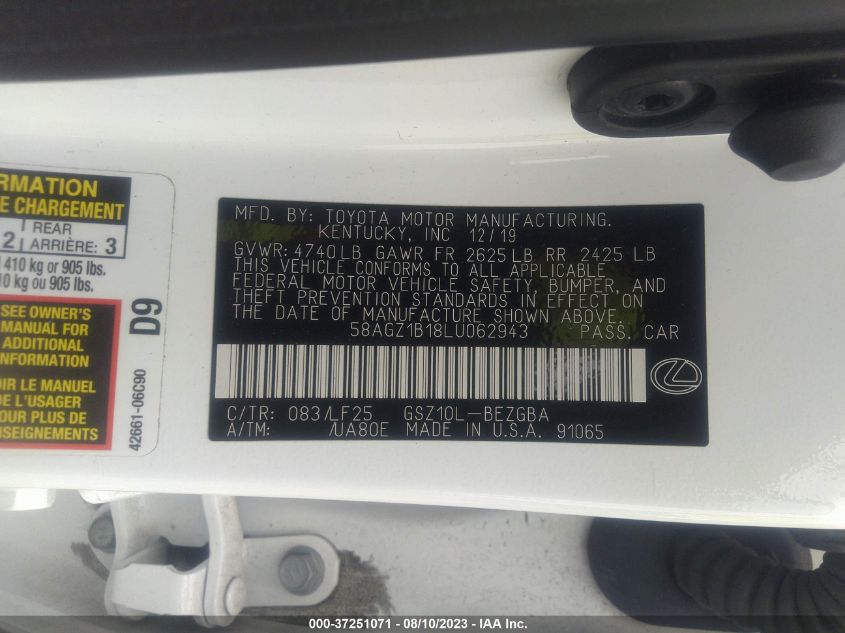 RMATION
E CHARGEMENT
2 REAR ARRIÈRE: 3
410 kg or 905 lbs.
0 kg ou 905 lbs.
SEE OWNER'S
MANUAL FOR
ADDITIONAL
INFORMATION
OIR LE MANUEL
POUR PLUS DE
NSEIGNEMENTS
D9
42661-06C90
MFD. BY: TOYOTA MOTOR MANUFACTURING.
KENTUCKY, INC 12/19
GVWR: 4740LB GAWR FR 2625LB RR 2425 LB
THIS VEHICLE CONFORMS TO ALL APPLICABLE
FEDERAL MOTOR VEHICLE SAFETY, BUMPER, AND
THEFT PREVENTION STANDARDS IN EFFECT ON
THE DATE OF MANUFACTURE SHOWN ABOVE.
58AGZ1B18LU062943 PASS. CAR
C/TR: 083/LF25 GSZ10L-BEZGBA
A/TM: /UA80E MADE IN U.S.A. 91065
000-37251071 - 08/10/2023 - IAA Inc.